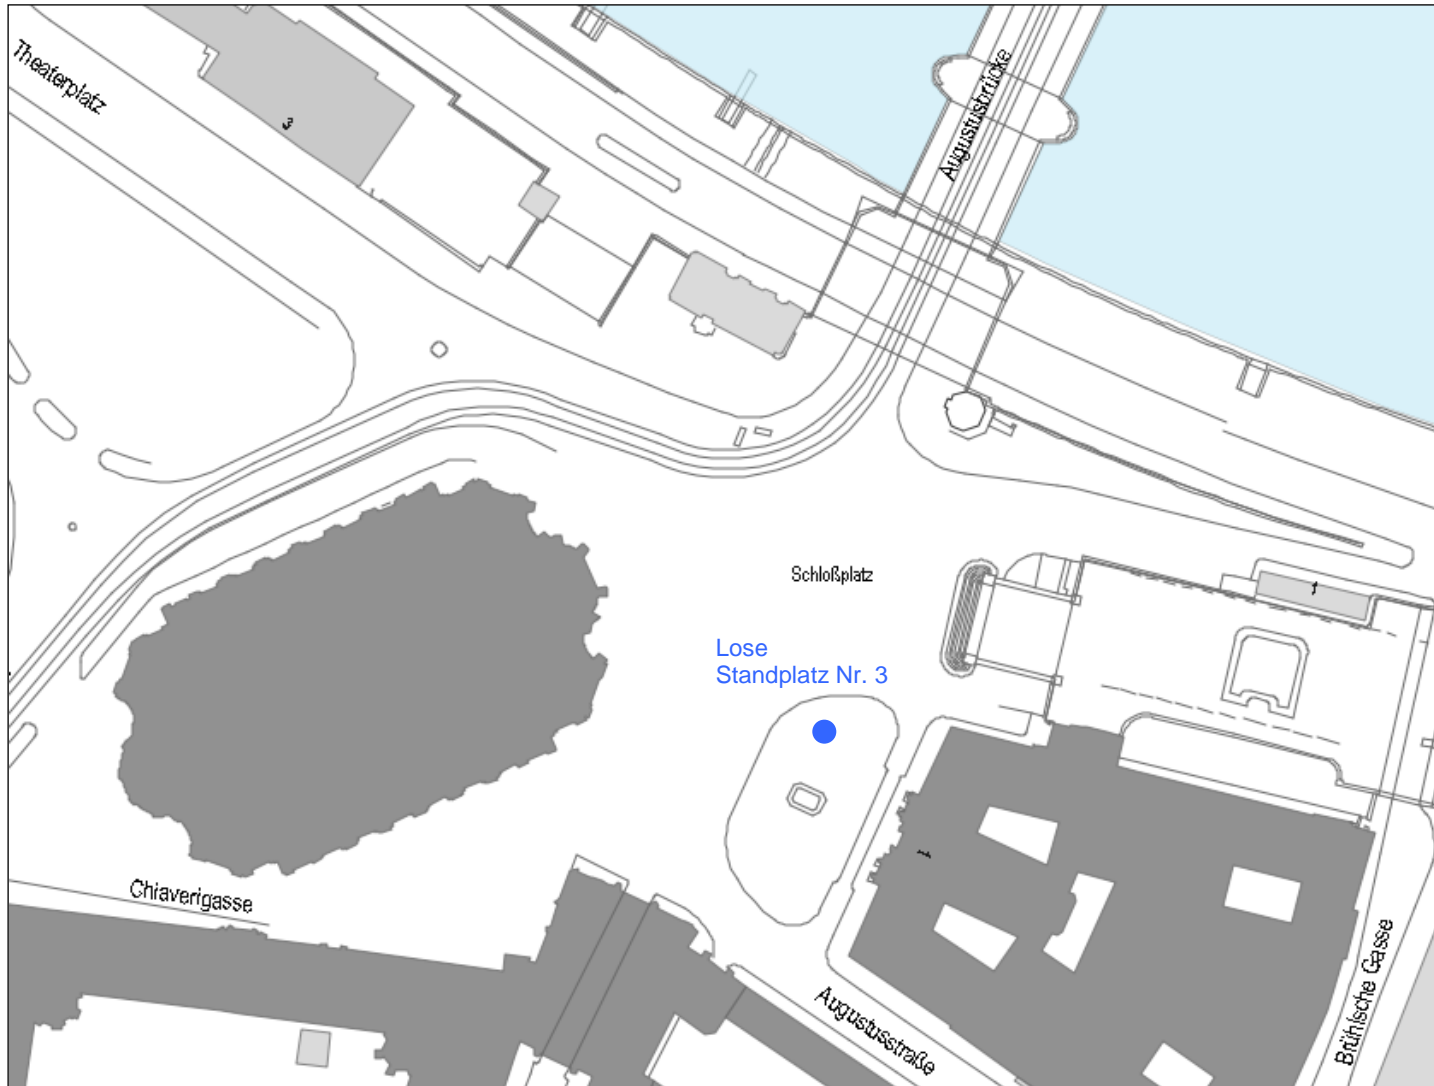 Theaterplatz
3
Augustusbrücke
Schloßplatz
1
Lose
Standplatz Nr. 3
1
Chiaverigasse
Augustusstraße
Brühlsche Gasse